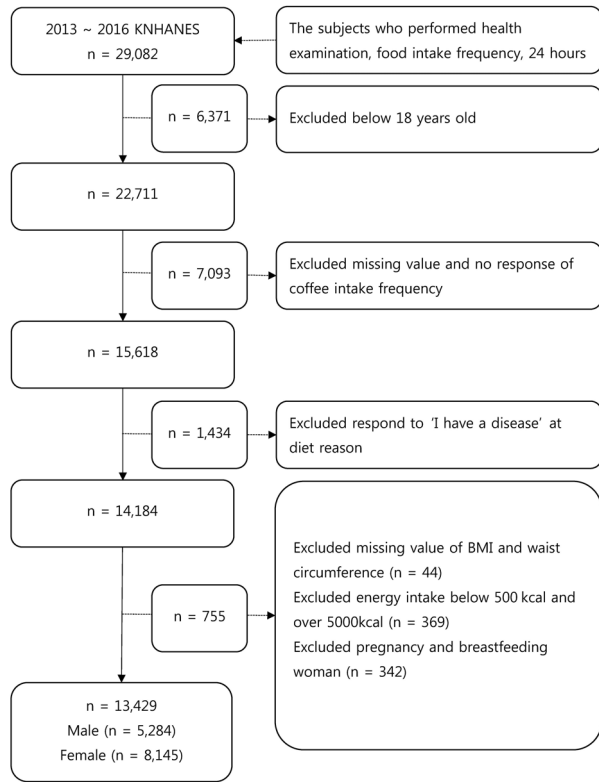 2013 ~ 2016 KNHANES
n = 29,082
The subjects who performed health
examination, food intake frequency, 24 hours
n = 6,371
Excluded below 18 years old
n = 22,711
n = 7,093
Excluded missing value and no response of
coffee intake frequency
n = 15,618
n = 1,434
Excluded respond to ‘I have a disease’ at
diet reason
n = 14,184
n = 755
Excluded missing value of BMI and waist
circumference (n = 44)
Excluded energy intake below 500 kcal and
over 5000kcal (n = 369)
Excluded pregnancy and breastfeeding
woman (n = 342)
n = 13,429
Male (n = 5,284)
Female (n = 8,145)